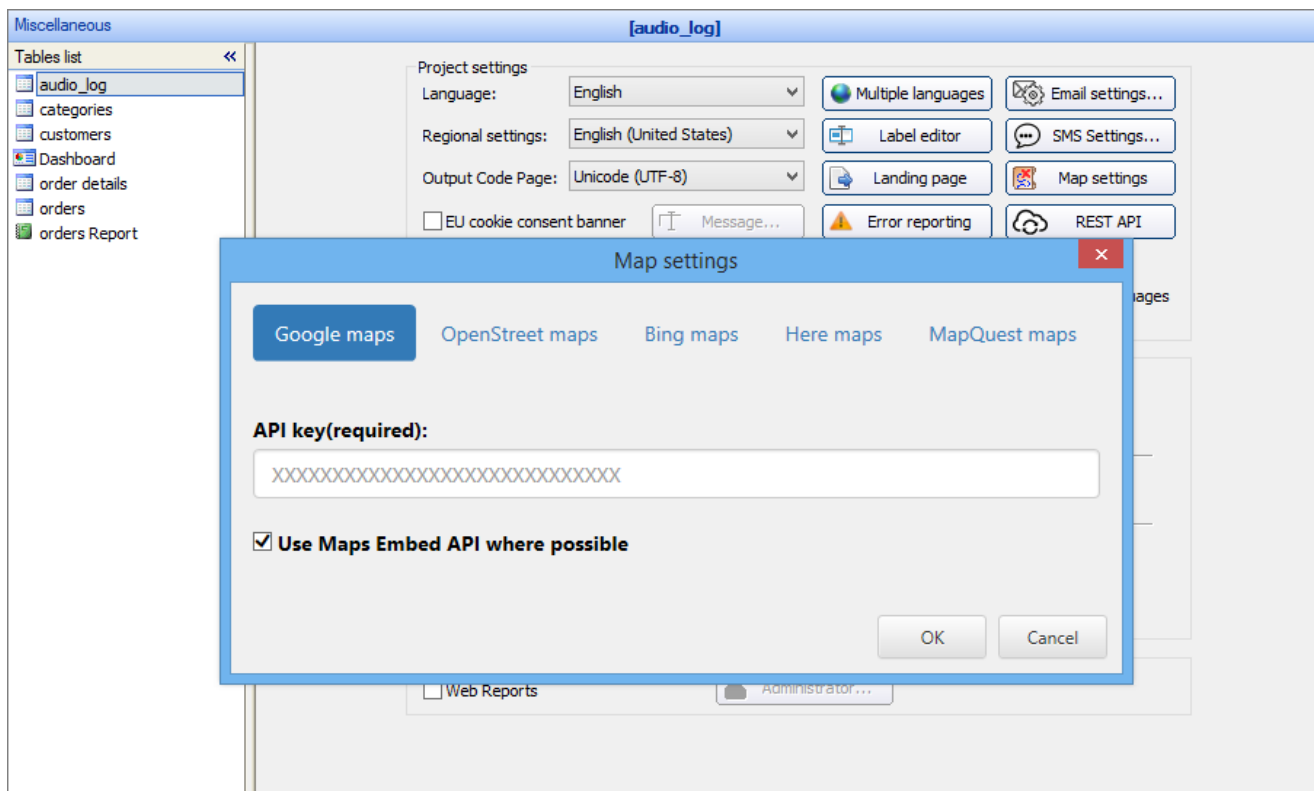 Miscellaneous
[audio_log]
Tables list
audio_log
categories
customers
Dashboard
order details
orders
orders Report
Project settings
Language: English Multiple languages Email settings...
Regional settings: English (United States) Label editor SMS Settings...
Output Code Page: Unicode (UTF-8) Landing page Map settings
EU cookie consent banner Message... Error reporting REST API
Map settings
Google maps OpenStreet maps Bing maps Here maps MapQuest maps
API key(required):
XXXXXXXXXXXXXXXXXXXXXXXXXXXXX
Use Maps Embed API where possible
OK Cancel
Web Reports Administrator...